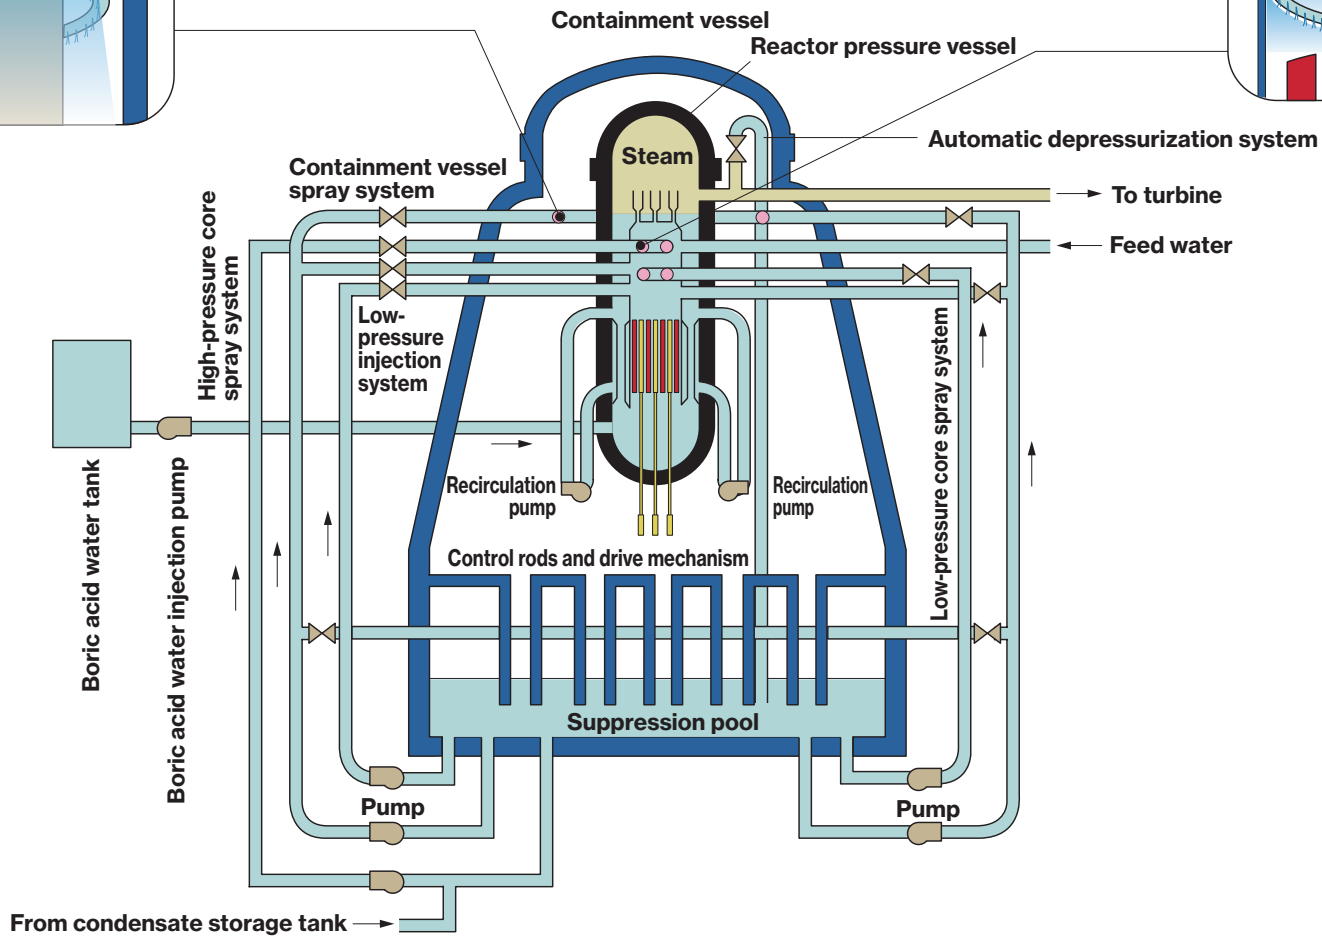 Containment vessel
Reactor pressure vessel
Automatic depressurization system
Steam
Containment vessel
spray system
To turbine
Feed water
High-pressure core
spray system
Low-
pressure
injection
system
Low-pressure core spray system
Boric acid water tank
Boric acid water injection pump
Recirculation
pump
Recirculation
pump
Control rods and drive mechanism
Suppression pool
Pump
Pump
From condensate storage tank